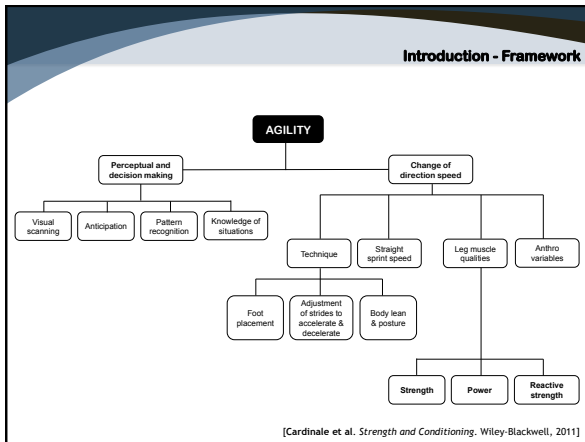 Introduction - Framework
AGILITY
Perceptual and
decision making
Change of
direction speed
Visual
scanning
Anticipation
Pattern
recognition
Knowledge of
situations
Technique
Straight
sprint speed
Leg muscle
qualities
Anthro
variables
Foot
placement
Adjustment
of strides to
accelerate &
decelerate
Body lean
& posture
Strength
Power
Reactive
strength
[Cardinale et al. Strength and Conditioning. Wiley-Blackwell, 2011]